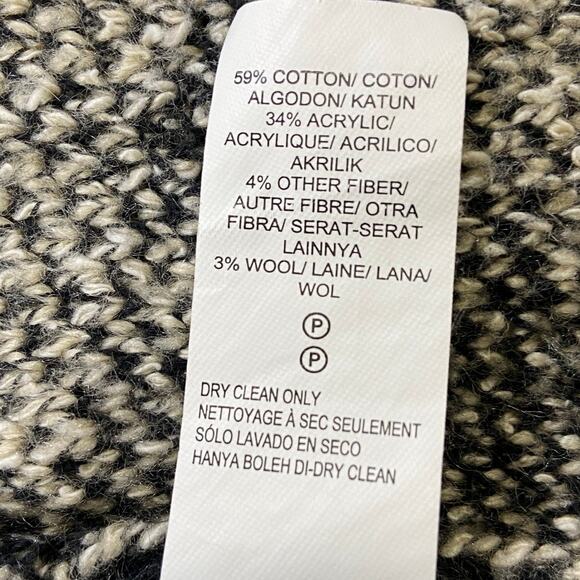 59% COTTON/ COTON/
ALGODON/ KATUN
34% ACRYLIC/
ACRYLIQUE/ ACRILICO/
AKRILIK
4% OTHER FIBER/
AUTRE FIBRE/ OTRA
FIBRA/ SERAT-SERAT
LAINNYA
3% WOOL/ LAINE/ LANA/
WOL
P
P
DRY CLEAN ONLY
NETTOYAGE À SEC SEULEMENT
SÓLO LAVADO EN SECO
HANYA BOLEH DI-DRY CLEAN